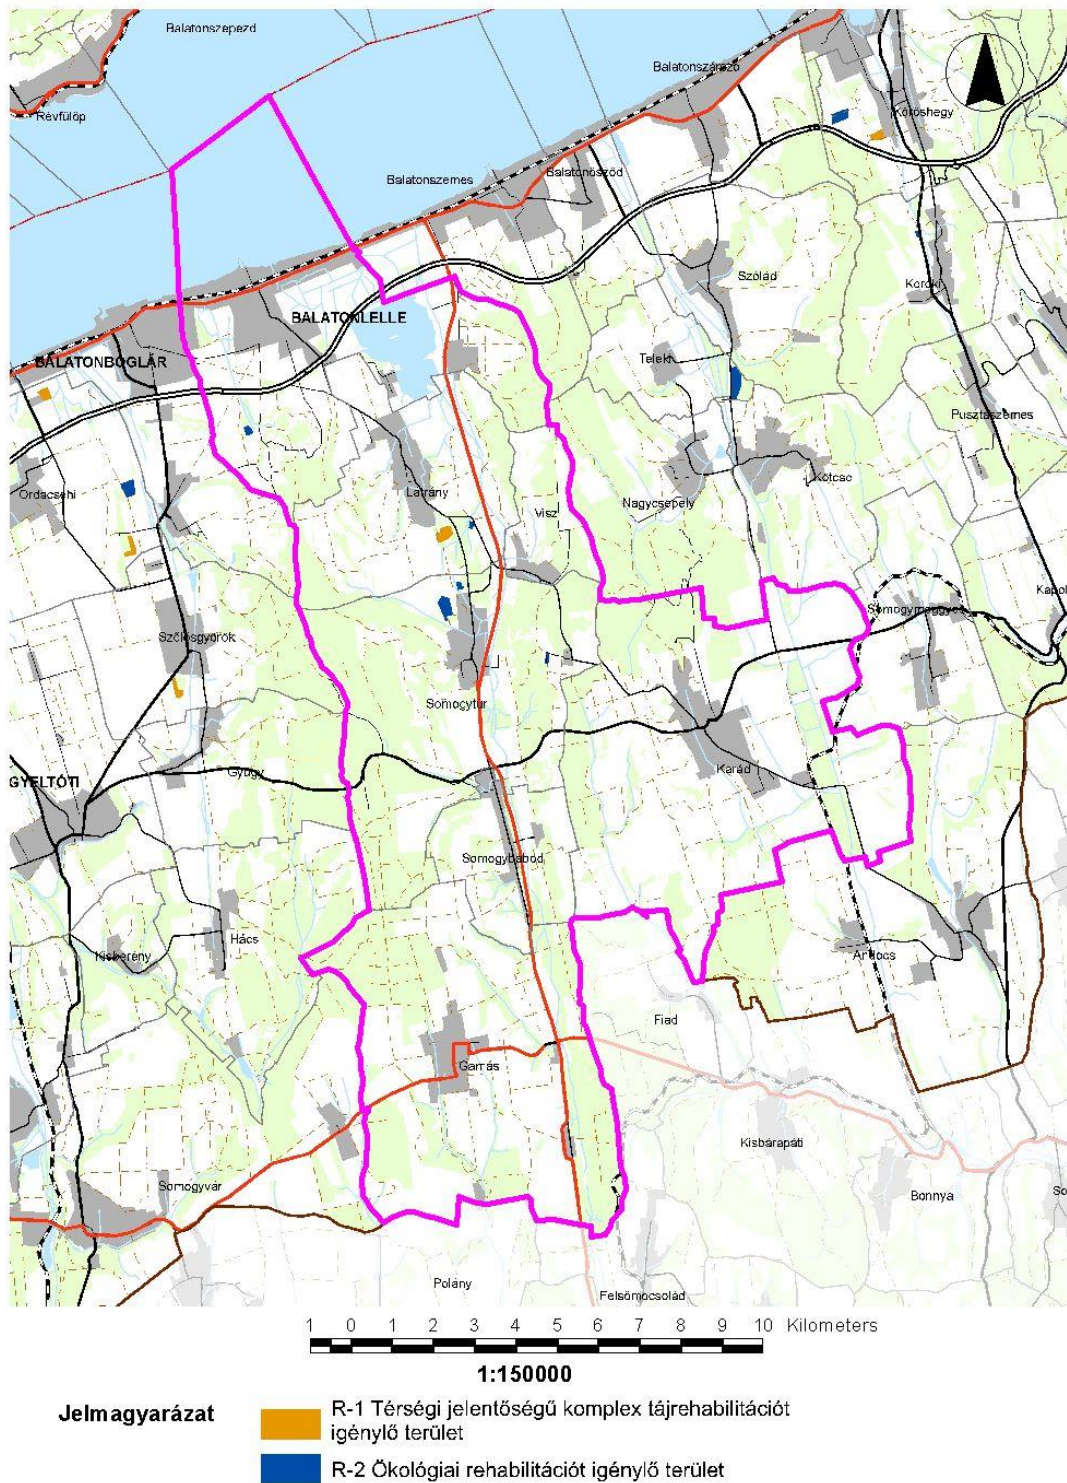 Balatonszepezd
Révfülöp
Balatonszárszó
Kőröshegy
Balatonszemes
Balatonőszöd
Szólád
Kereki
BALATONLELLE
BALATONBOGLÁR
Teleki
Pusztaszemes
Kötcse
Ordacsehi
Látrány
Visz
Nagycsepely
Somogymeggyes
Kapol
Szőlősgyörök
Somogytúr
Karád
Gyugy
GYELTÓTI
Somogybabod
Hács
Kisberény
Andocs
Fiad
Gamás
Kisbárapáti
Somogyvár
Bonnya
So
Polány
Felsőmocsolád
1 0 1 2 3 4 5 6 7 8 9 10 Kilometers
1:150000
Jelmagyarázat
R-1 Térségi jelentőségű komplex tájrehabilitációt
igénylő terület
R-2 Ökológiai rehabilitációt igénylő terület